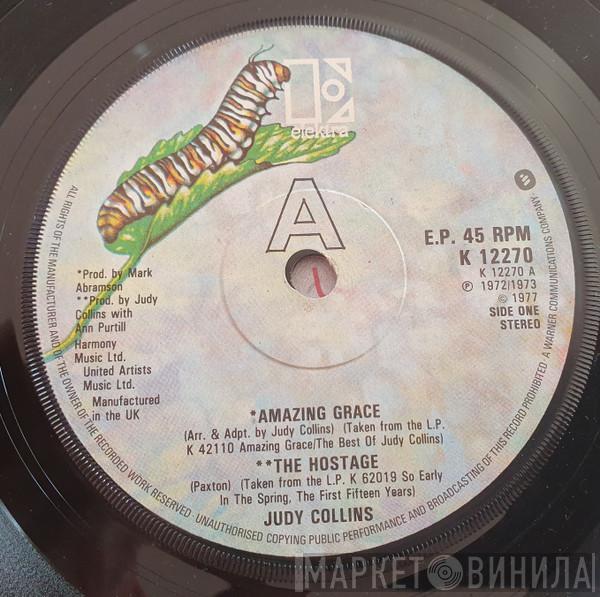 elektra
A
E.P. 45 RPM
K 12270
K 12270 A
℗ 1972/1973
© 1977
SIDE ONE
STEREO
*Prod. by Mark
Abramson
**Prod. by Judy
Collins with
Ann Purtill
Harmony
Music Ltd.
United Artists
Music Ltd.
Manufactured
in the UK
*AMAZING GRACE
(Arr. & Adpt. by Judy Collins) (Taken from the L.P.
K 42110 Amazing Grace/The Best Of Judy Collins)
**THE HOSTAGE
(Paxton) (Taken from the L.P. K 62019 So Early
In The Spring, The First Fifteen Years)
JUDY COLLINS
ALL RIGHTS OF THE MANUFACTURER AND OF THE OWNER OF THE RECORDED WORK RESERVED · UNAUTHORISED COPYING PUBLIC PERFORMANCE AND BROADCASTING OF THIS RECORD PROHIBITED · A WARNER COMMUNICATIONS COMPANY ·
МАРКЕТ ВИНИЛА